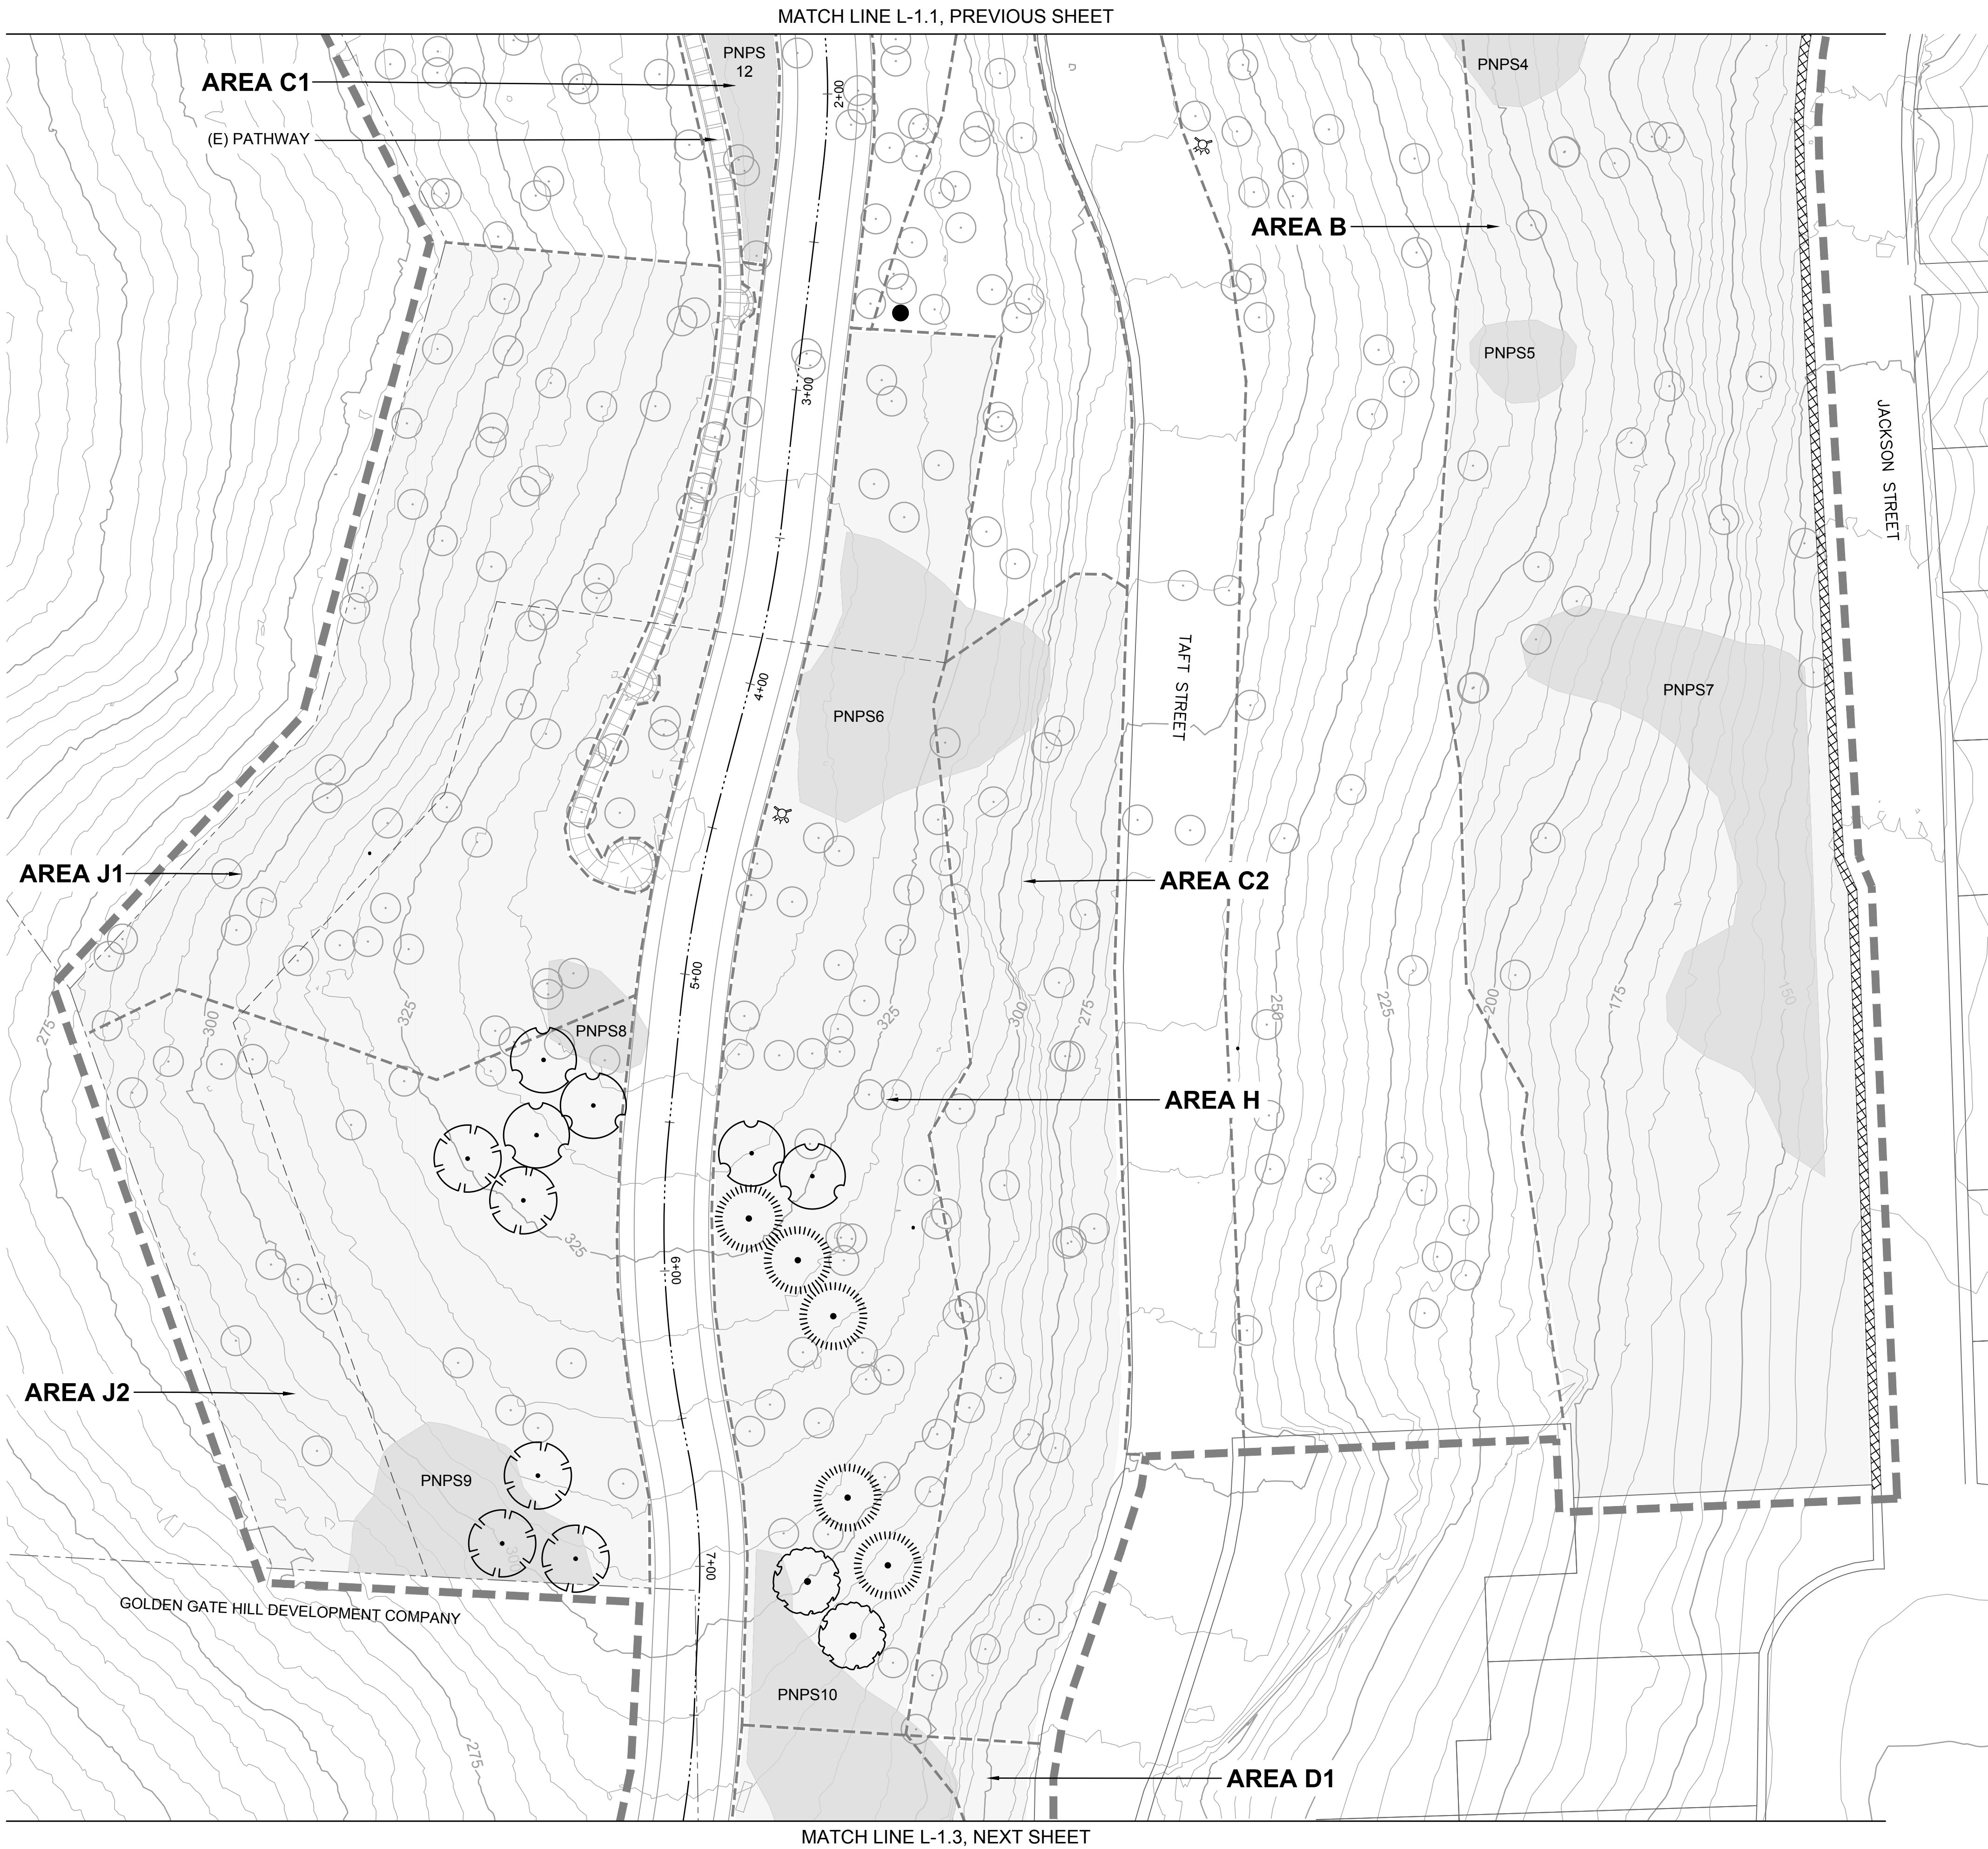 MATCH LINE L-1.1, PREVIOUS SHEET
PNPS
12
PNPS4
AREA C1
2+00
(E) PATHWAY
AREA B
PNPS5
3+00
JACKSON STREET
TAFT STREET
4+00
PNPS6
PNPS7
AREA J1
AREA C2
5+00
275
300
325
PNPS8
325
300
275
250
225
200
175
150
AREA H
325
6+00
AREA J2
PNPS9
300
7+00
GOLDEN GATE HILL DEVELOPMENT COMPANY
PNPS10
275
AREA D1
MATCH LINE L-1.3, NEXT SHEET